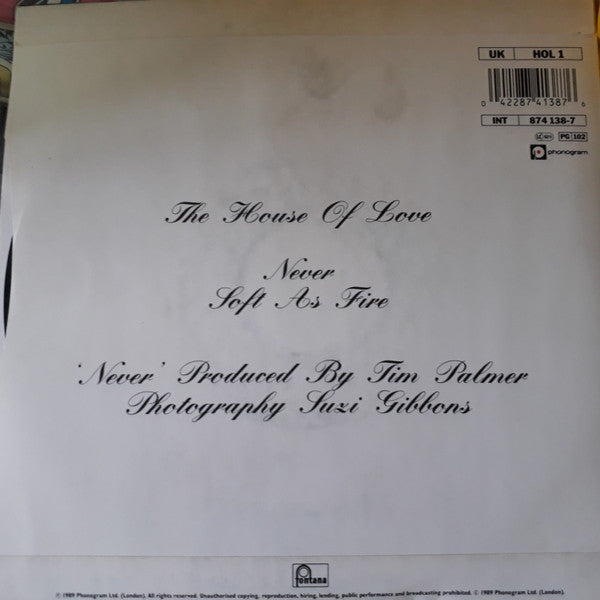 UK HOL 1
0 42287 41387 6
INT 874 138-7
PG 102
phonogram
The House Of Love
Never
Soft As Fire
'Never' Produced By Tim Palmer
Photography Suzi Gibbons
fontana
℗ 1989 Phonogram Ltd. (London). All rights reserved. Unauthorised copying, reproduction, hiring, lending, public performance and broadcasting prohibited. © 1989 Phonogram Ltd. (London).